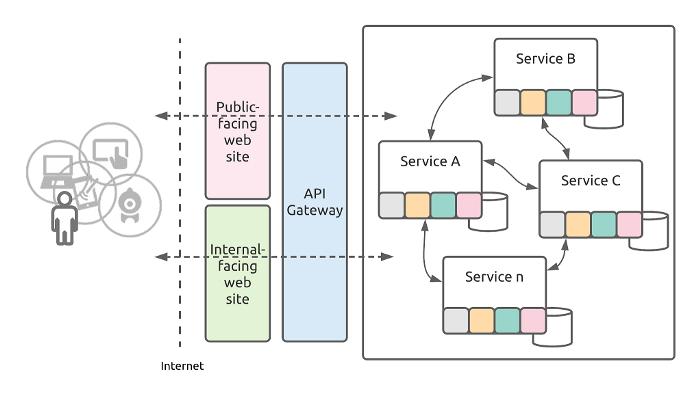 Public-
facing
web
site
Internal-
facing
web
site
API
Gateway
Service B
Service A
Service C
Service n
Internet